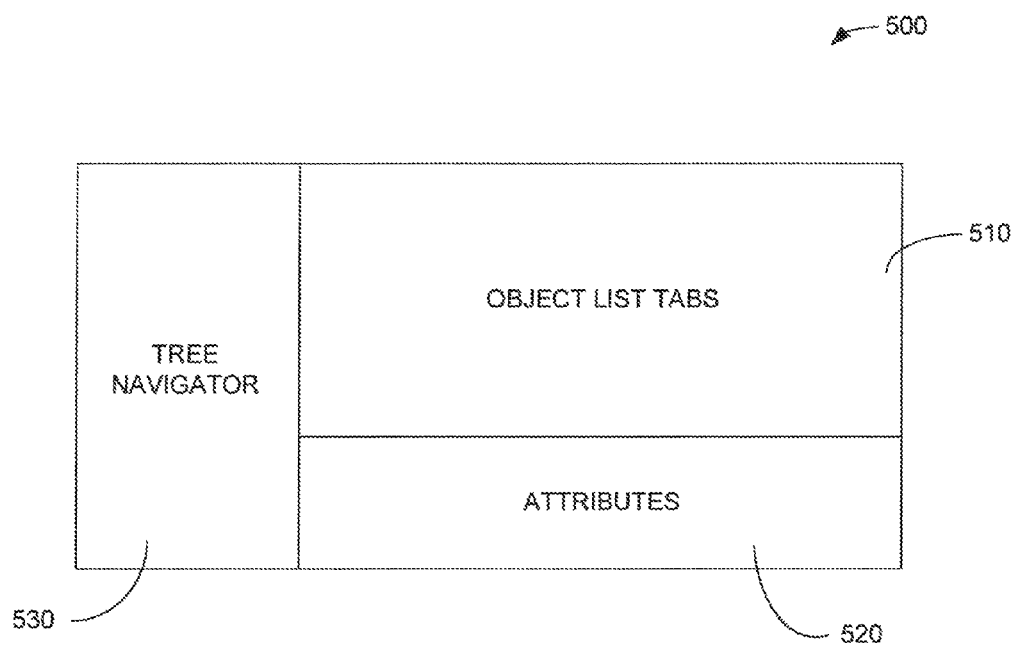 500
510
OBJECT LIST TABS
TREE
NAVIGATOR
ATTRIBUTES
530
520